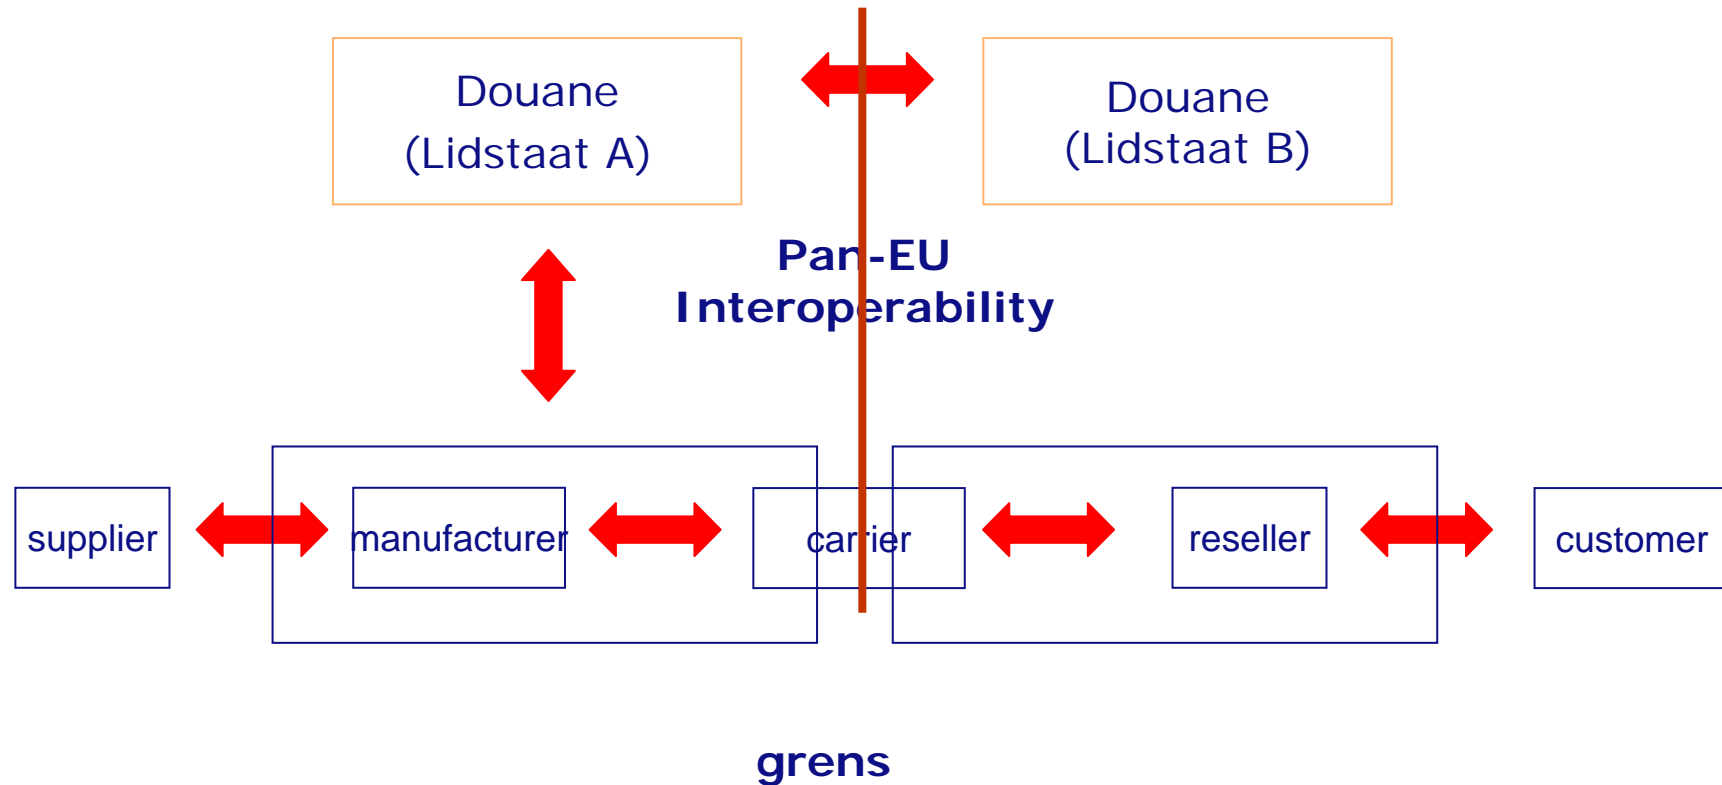 Douane
(Lidstaat A)
Douane
(Lidstaat B)
Pan-EU
Interoperability
supplier
manufacturer
carrier
reseller
customer
grens